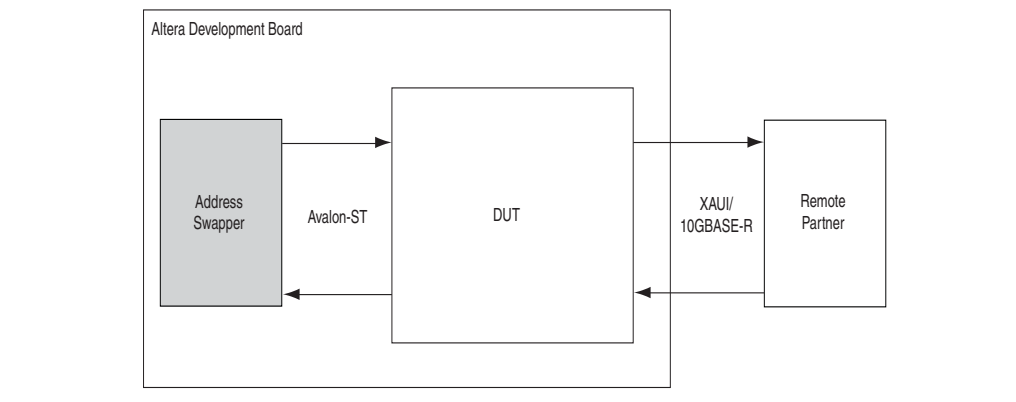 Altera Development Board
Address
Swapper
Avalon-ST
DUT
XAUI/
10GBASE-R
Remote
Partner